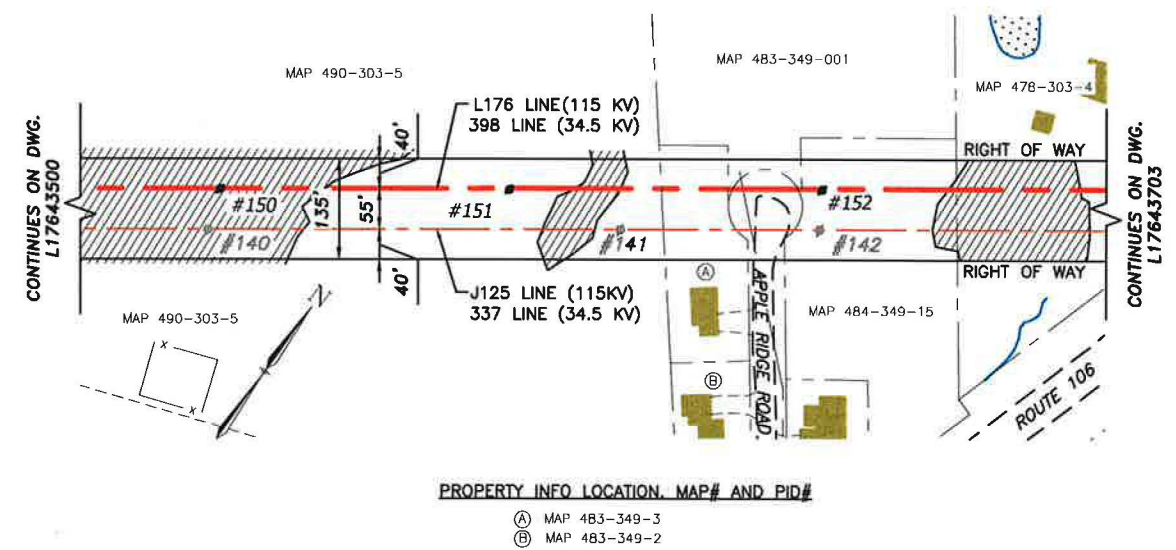 MAP 490-303-5
MAP 483-349-001
MAP 478-303-4
L176 LINE(115 KV)
398 LINE (34.5 KV)
40'
CONTINUES ON DWG.
L17643500
RIGHT OF WAY
#150
135'
55'
#151
#152
#140
#141
#142
CONTINUES ON DWG.
L17643703
40'
RIGHT OF WAY
J125 LINE (115KV)
337 LINE (34.5 KV)
A
APPLE RIDGE ROAD
MAP 484-349-15
MAP 490-303-5
N
x
x
B
ROUTE 106
PROPERTY INFO LOCATION. MAP# AND PID#
A MAP 483-349-3
B MAP 483-349-2